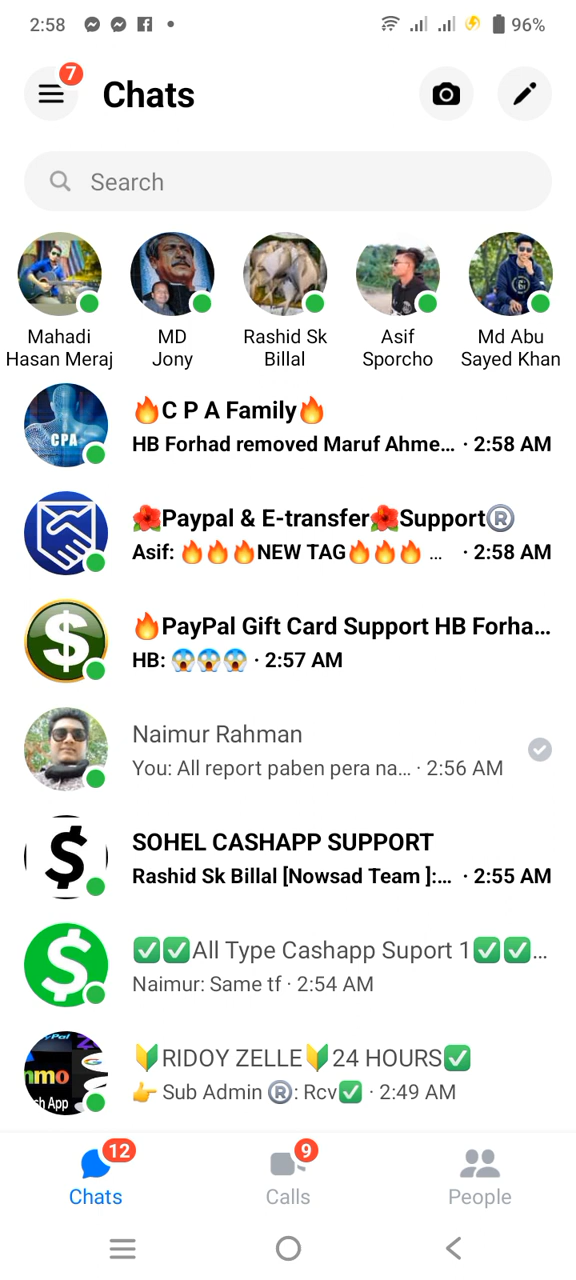 2:58 96%
7
Chats
Search
Mahadi Hasan Meraj
MD Jony
Rashid Sk Billal
Asif Sporcho
Md Abu Sayed Khan
CPA
🔥C P A Family🔥
HB Forhad removed Maruf Ahme... · 2:58 AM
🌺Paypal & E-transfer🌺Support®️
Asif: 🔥🔥🔥NEW TAG🔥🔥🔥 ... · 2:58 AM
🔥PayPal Gift Card Support HB Forha...
HB: 😱😱😱 · 2:57 AM
Naimur Rahman
You: All report paben pera na... · 2:56 AM
SOHEL CASHAPP SUPPORT
Rashid Sk Billal [Nowsad Team ]:... · 2:55 AM
✅✅All Type Cashapp Suport 1✅✅...
Naimur: Same tf · 2:54 AM
🔰RIDOY ZELLE🔰24 HOURS✅
👉 Sub Admin ®️: Rcv✅ · 2:49 AM
12
Chats
9
Calls
People